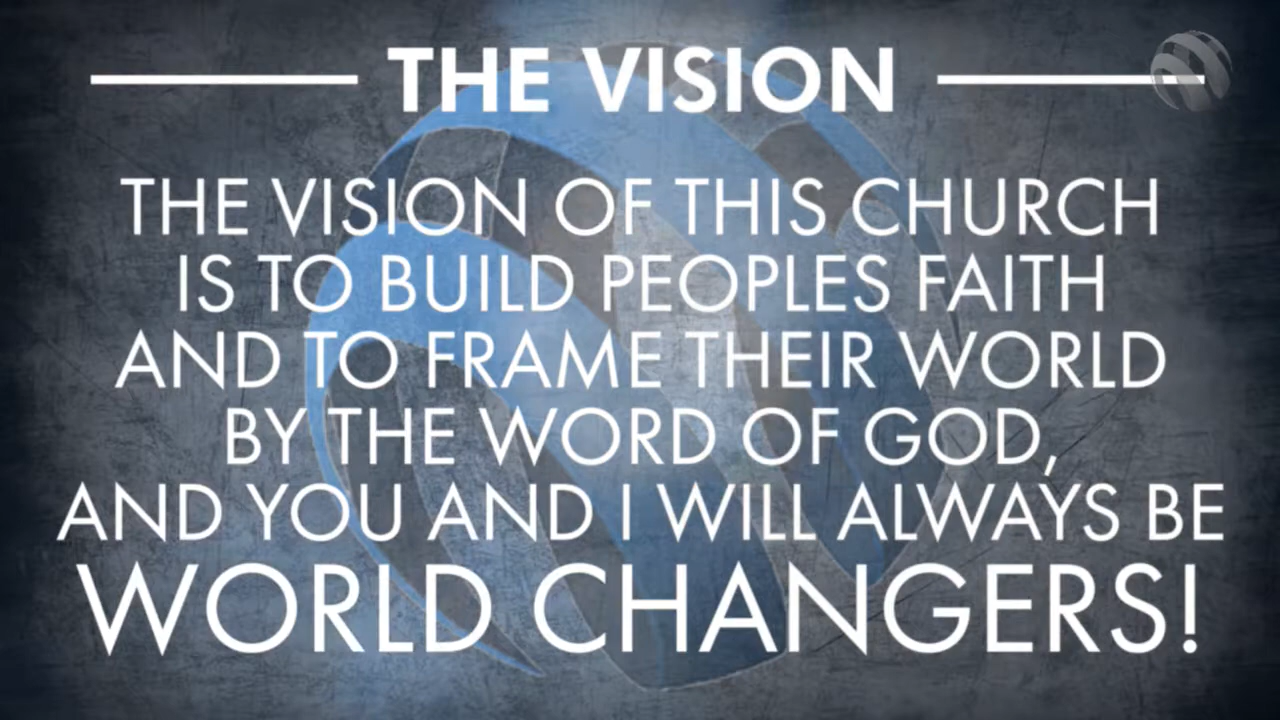 THE VISION
THE VISION OF THIS CHURCH
IS TO BUILD PEOPLES FAITH
AND TO FRAME THEIR WORLD
BY THE WORD OF GOD,
AND YOU AND I WILL ALWAYS BE
WORLD CHANGERS!